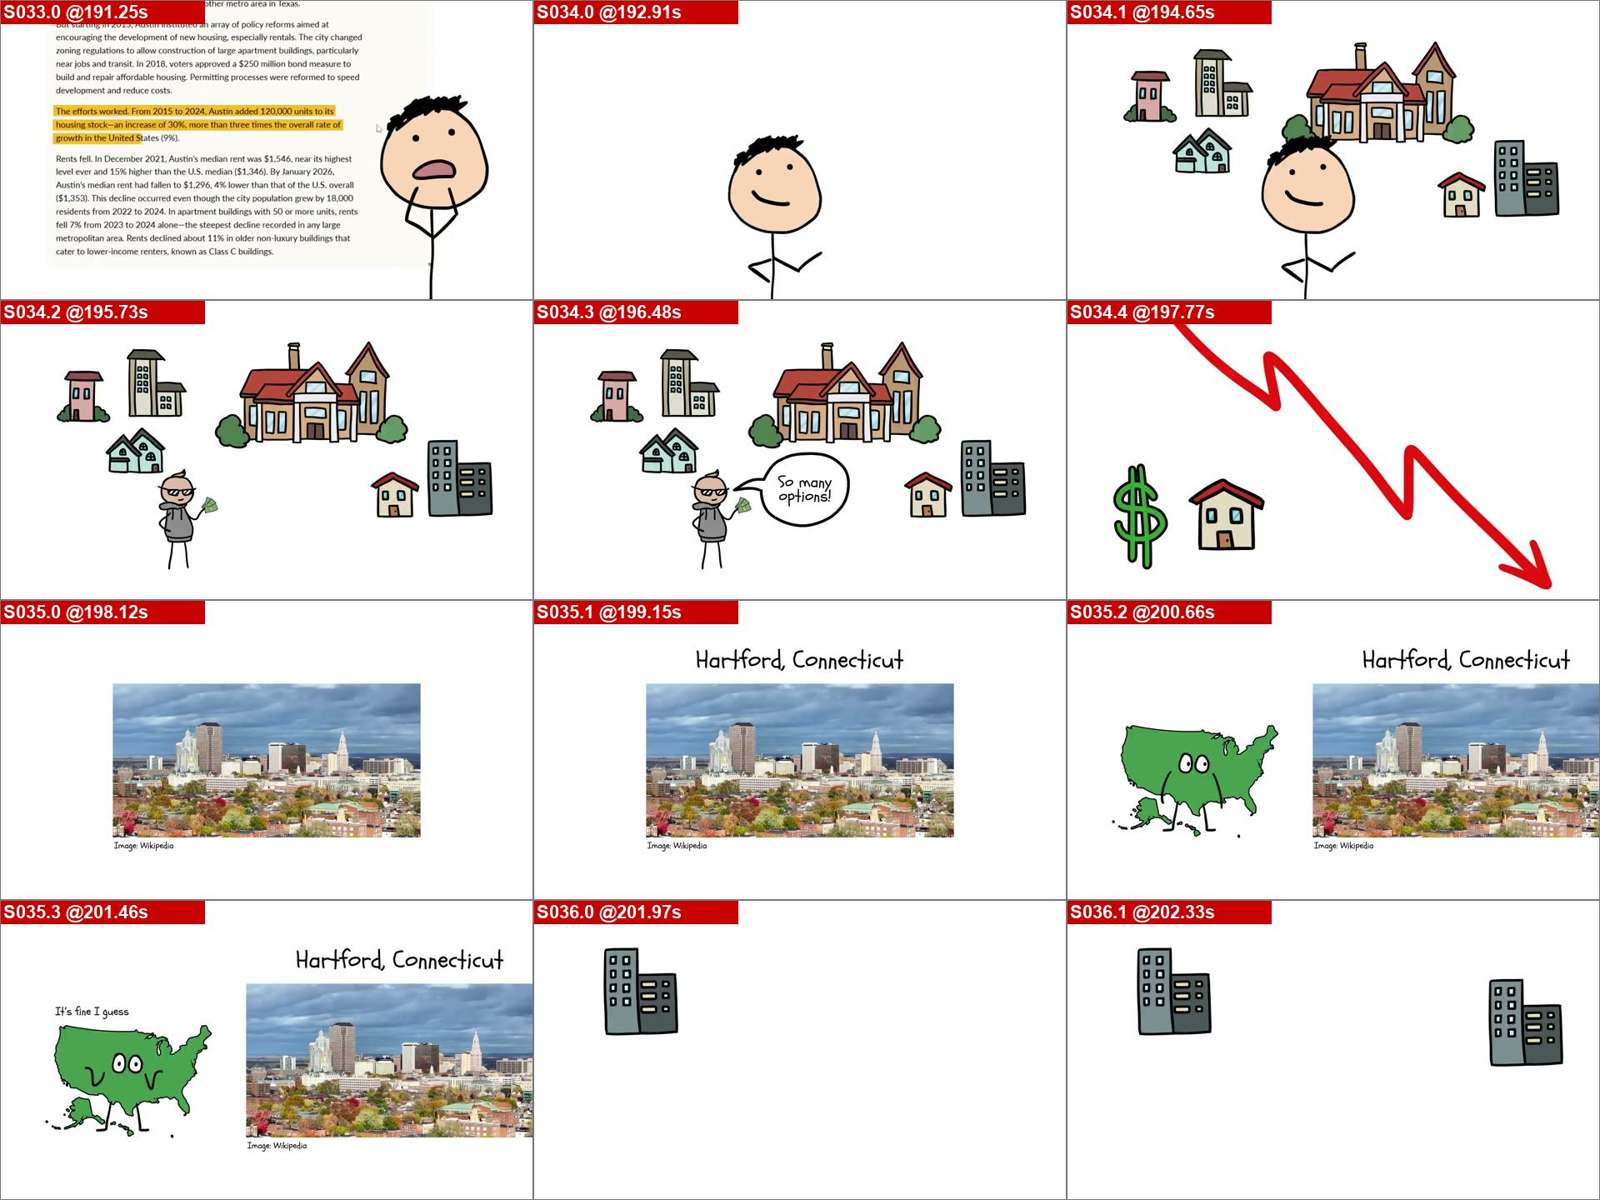 S033.0 @191.25s
other metro area in Texas.
But starting in 2015, Austin instituted an array of policy reforms aimed at
encouraging the development of new housing, especially rentals. The city changed
zoning regulations to allow construction of large apartment buildings, particularly
near jobs and transit. In 2018, voters approved a $250 million bond measure to
build and repair affordable housing. Permitting processes were reformed to speed
development and reduce costs.
The efforts worked. From 2015 to 2024, Austin added 120,000 units to its
housing stock—an increase of 30%, more than three times the overall rate of
growth in the United States (9%).
Rents fell. In December 2021, Austin's median rent was $1,546, near its highest
level ever and 15% higher than the U.S. median ($1,346). By January 2026,
Austin's median rent had fallen to $1,296, 4% lower than that of the U.S. overall
($1,353). This decline occurred even though the city population grew by 18,000
residents from 2022 to 2024. In apartment buildings with 50 or more units, rents
fell 7% from 2023 to 2024 alone—the steepest decline recorded in any large
metropolitan area. Rents declined about 11% in older non-luxury buildings that
cater to lower-income renters, known as Class C buildings.
S034.0 @192.91s
S034.1 @194.65s
S034.2 @195.73s
S034.3 @196.48s
So many
options!
S034.4 @197.77s
S035.0 @198.12s
Image: Wikipedia
S035.1 @199.15s
Hartford, Connecticut
Image: Wikipedia
S035.2 @200.66s
Hartford, Connecticut
Image: Wikipedia
S035.3 @201.46s
Hartford, Connecticut
It's fine I guess
Image: Wikipedia
S036.0 @201.97s
S036.1 @202.33s